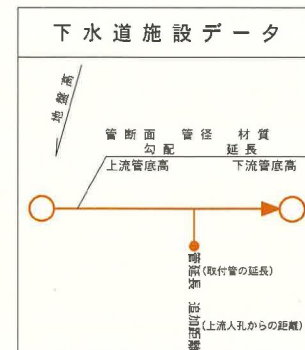 下水道施設データ
地盤高
管断面 管径 材質
勾配 延長
上流管底高 下流管底高
管延長 (取付管の延長)
追加距離 (上流人孔からの距離)